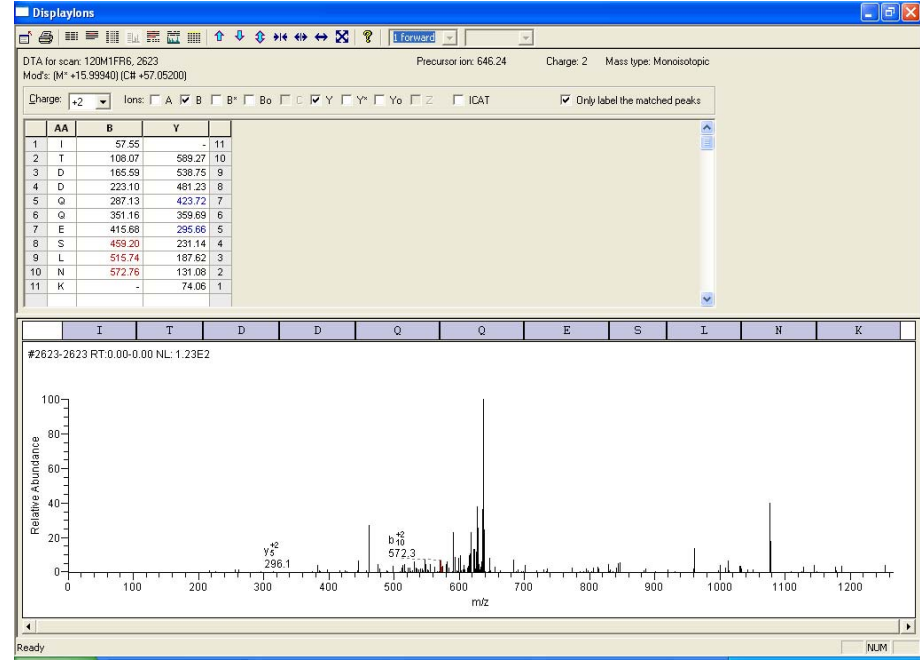 DisplayIons
1 forward
DTA for scan: 120M1FR6, 2623 Precursor ion: 646.24 Charge: 2 Mass type: Monoisotopic
Mod's: (M* +15.99940) (C# +57.05200)
Charge: +2 Ions: A B B* Bo C Y Y* Yo Z ICAT Only label the matched peaks
AA B Y
1 I 57.55 - 11
2 T 108.07 589.27 10
3 D 165.59 538.75 9
4 D 223.10 481.23 8
5 Q 287.13 423.72 7
6 Q 351.16 359.69 6
7 E 415.68 295.66 5
8 S 459.20 231.14 4
9 L 515.74 187.62 3
10 N 572.76 131.08 2
11 K - 74.06 1
I T D D Q Q E S L N K
#2623-2623 RT:0.00-0.00 NL: 1.23E2
100
80
60
40
20
0
Relative Abundance
y5+2
296.1
b10+2
572.3
0 100 200 300 400 500 600 700 800 900 1000 1100 1200
m/z
Ready NUM